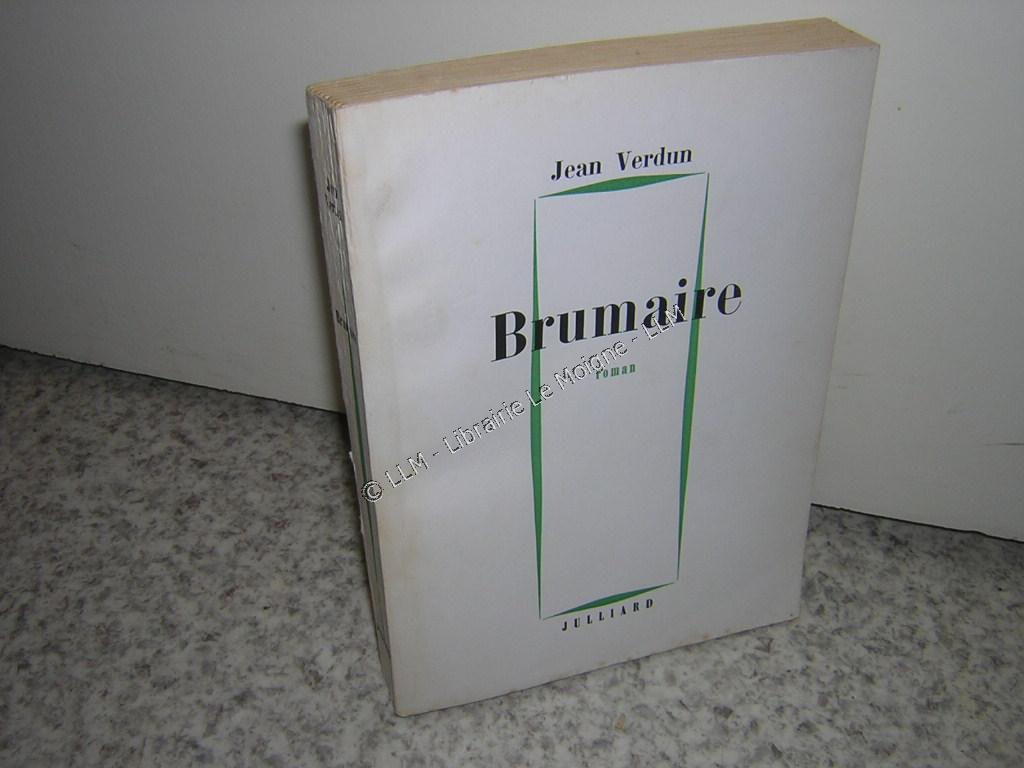 Jean Verdun
Brumaire
roman
JULLIARD
© LLM - Librairie Le Moigne - LLM